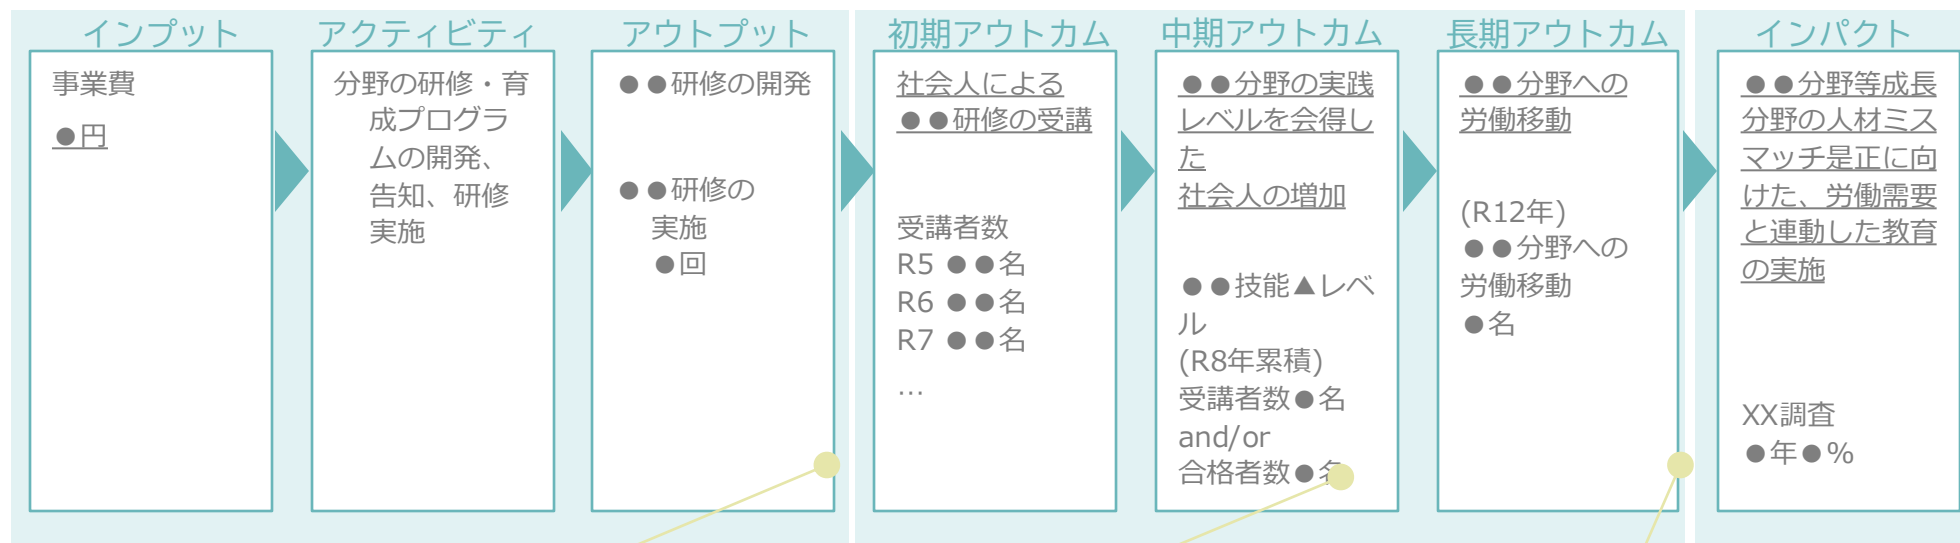 インプット
事業費
●円
アクティビティ
分野の研修・育
成プログラ
ムの開発、
告知、研修
実施
アウトプット
●●研修の開発
●●研修の
実施
●回
初期アウトカム
社会人による
●●研修の受講
受講者数
R5 ●●名
R6 ●●名
R7 ●●名
…
中期アウトカム
●●分野の実践
レベルを会得し
た
社会人の増加
●●技能▲レベ
ル
(R8年累積)
受講者数●名
and/or
合格者数●名
長期アウトカム
●●分野への
労働移動
(R12年)
●●分野への
労働移動
●名
インパクト
●●分野等成長
分野の人材ミス
マッチ是正に向
けた、労働需要
と連動した教育
の実施
XX調査
●年●%